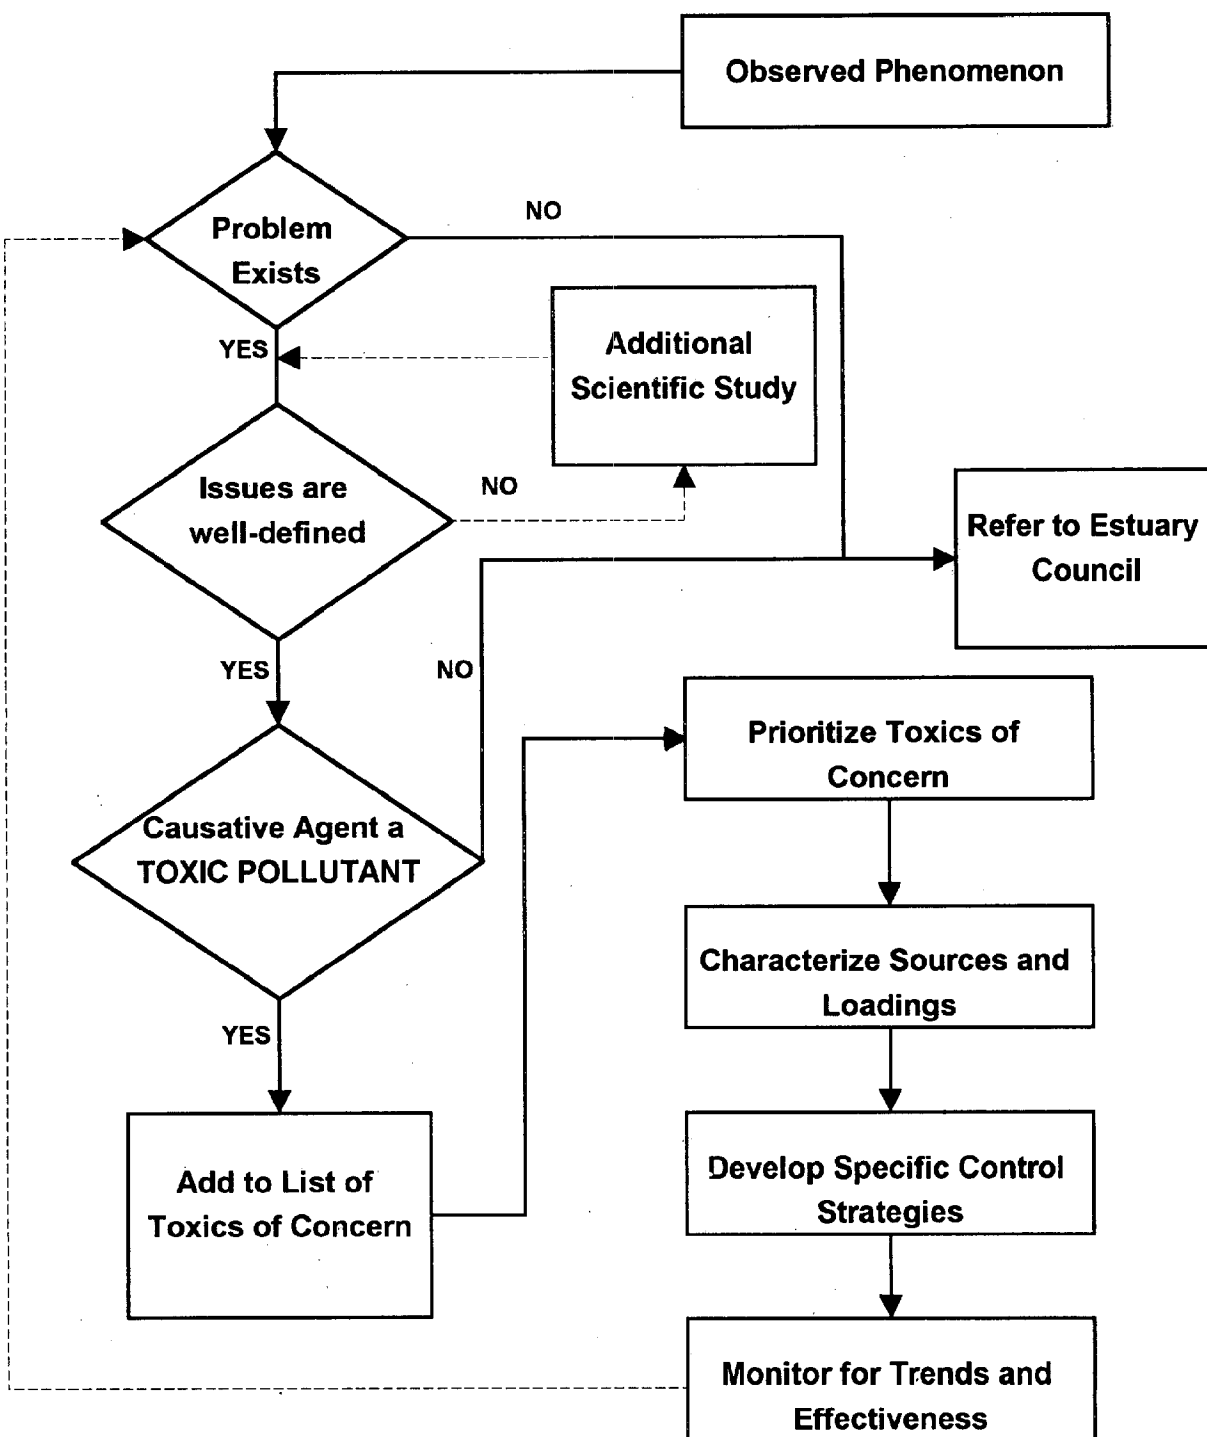 Observed Phenomenon
NO
Problem
Exists
YES
Additional
Scientific Study
Issues are
well-defined
NO
Refer to Estuary
Council
YES
NO
Prioritize Toxics of
Concern
Causative Agent a
TOXIC POLLUTANT
Characterize Sources and
Loadings
YES
Add to List of
Toxics of Concern
Develop Specific Control
Strategies
Monitor for Trends and
Effectiveness